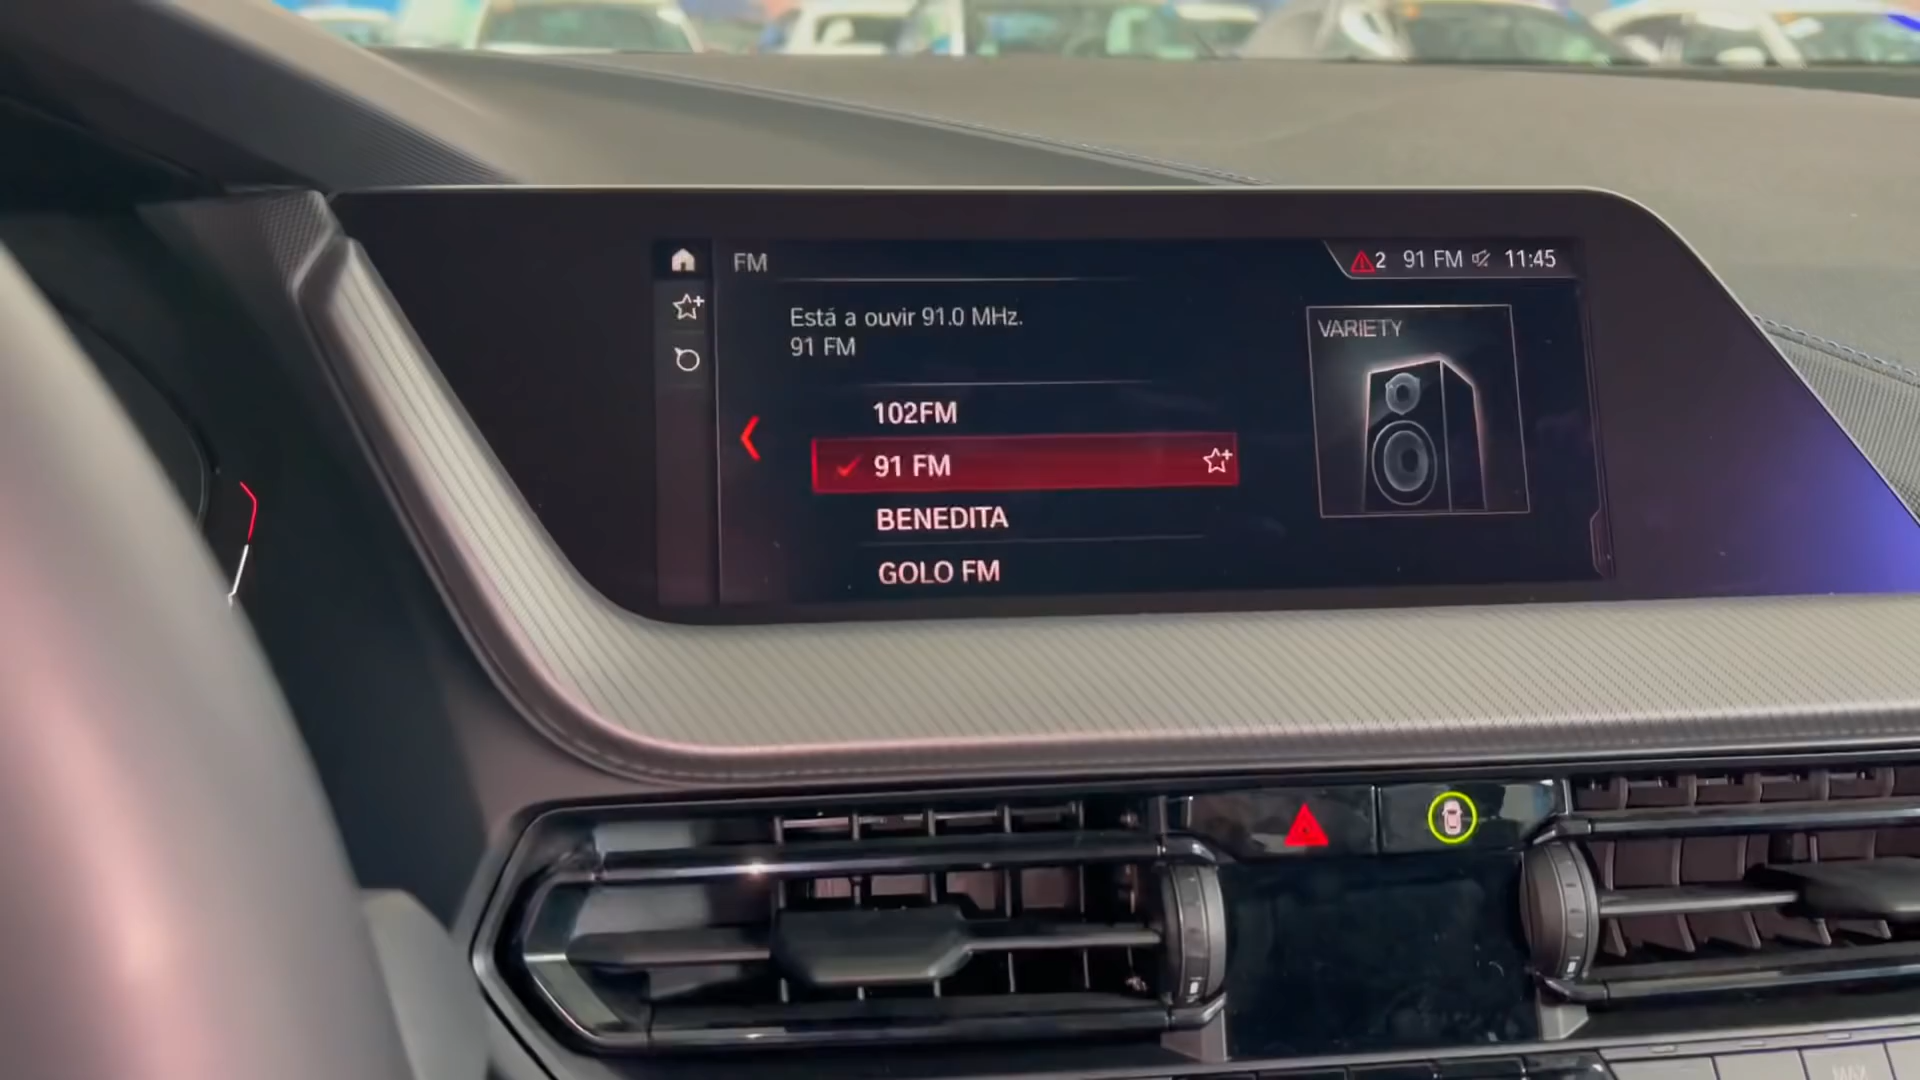 FM
2 91 FM 11:45
Está a ouvir 91.0 MHz.
91 FM
VARIETY
102FM
91 FM
BENEDITA
GOLO FM
MAX